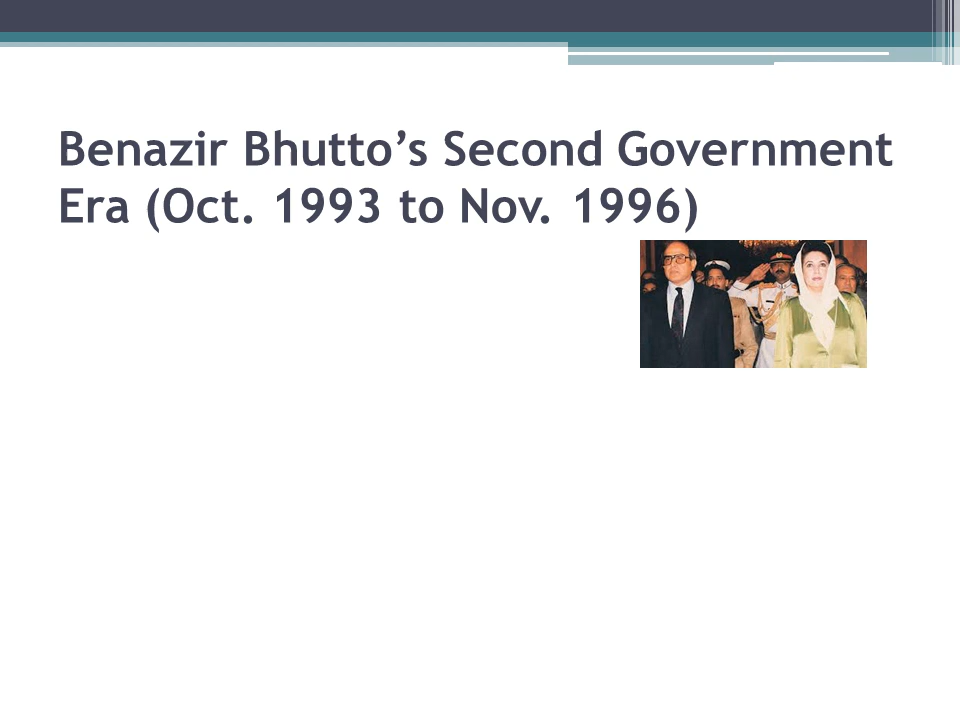 Benazir Bhutto’s Second Government
Era (Oct. 1993 to Nov. 1996)